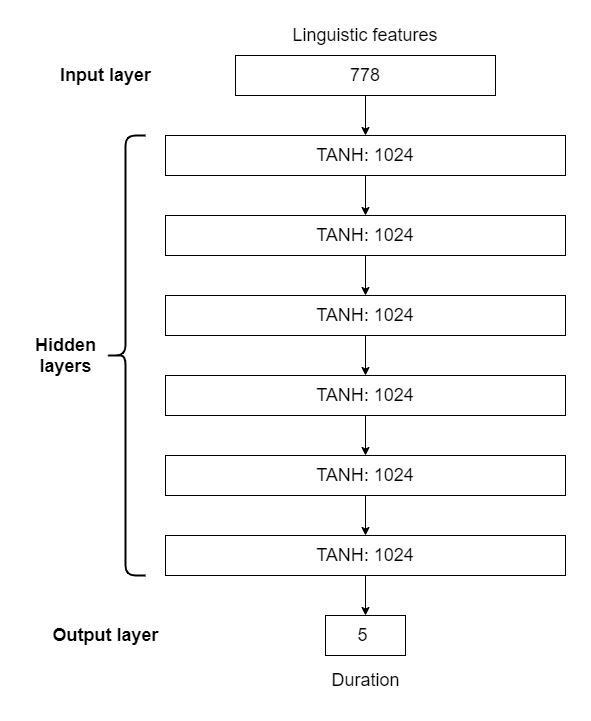 Linguistic features
Input layer
778
TANH: 1024
TANH: 1024
TANH: 1024
Hidden
layers
TANH: 1024
TANH: 1024
TANH: 1024
Output layer
5
Duration